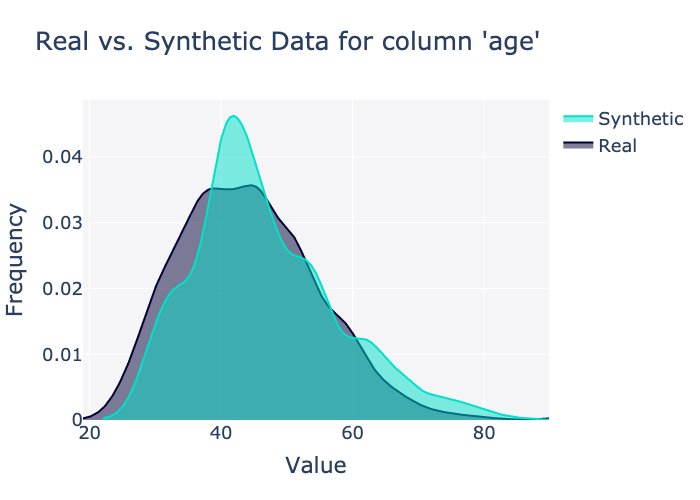 Real vs. Synthetic Data for column 'age'
Synthetic
Real
0.04
0.03
0.02
0.01
0
20
40
60
80
Frequency
Value